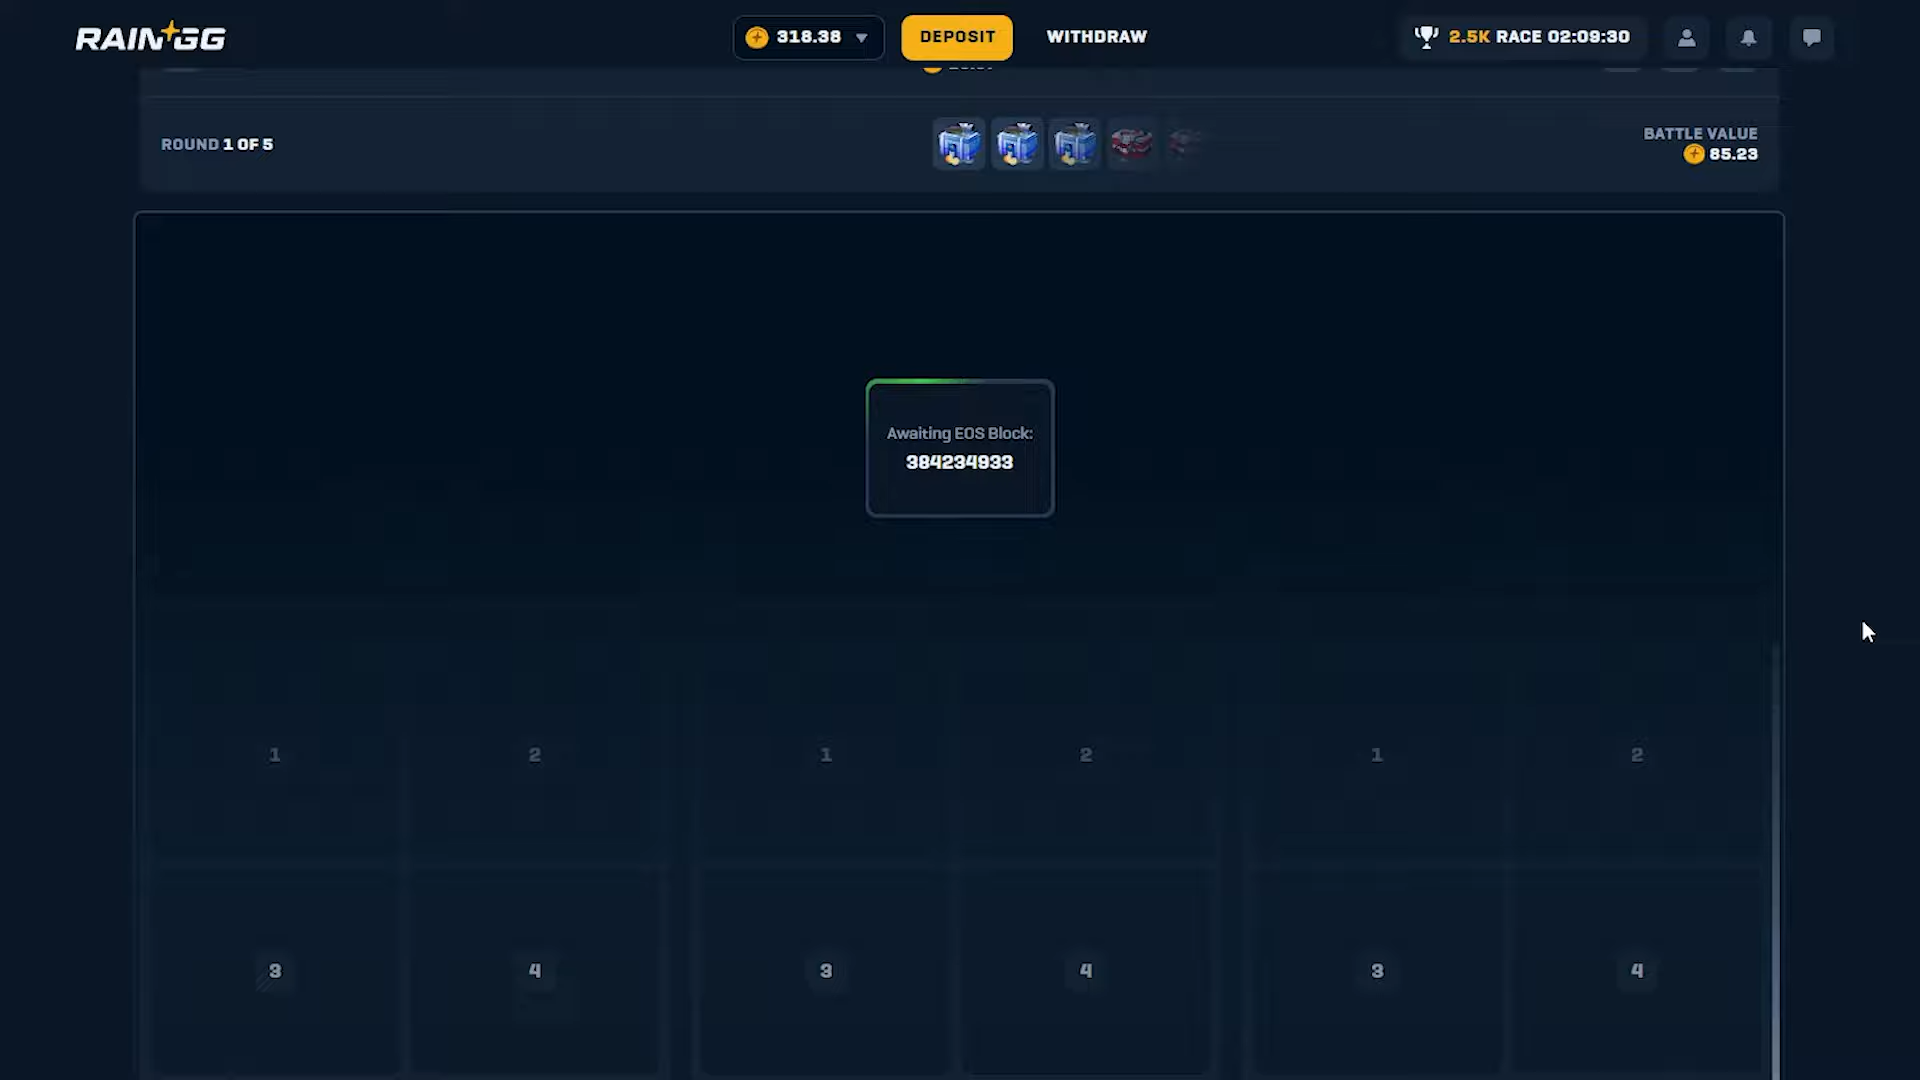 RAIN GG
318.38
DEPOSIT
WITHDRAW
2.5K RACE 02:09:30
ROUND 1 OF 5
BATTLE VALUE
85.23
Awaiting EOS Block:
384234933
1 2 1 2 1 2
3 4 3 4 3 4